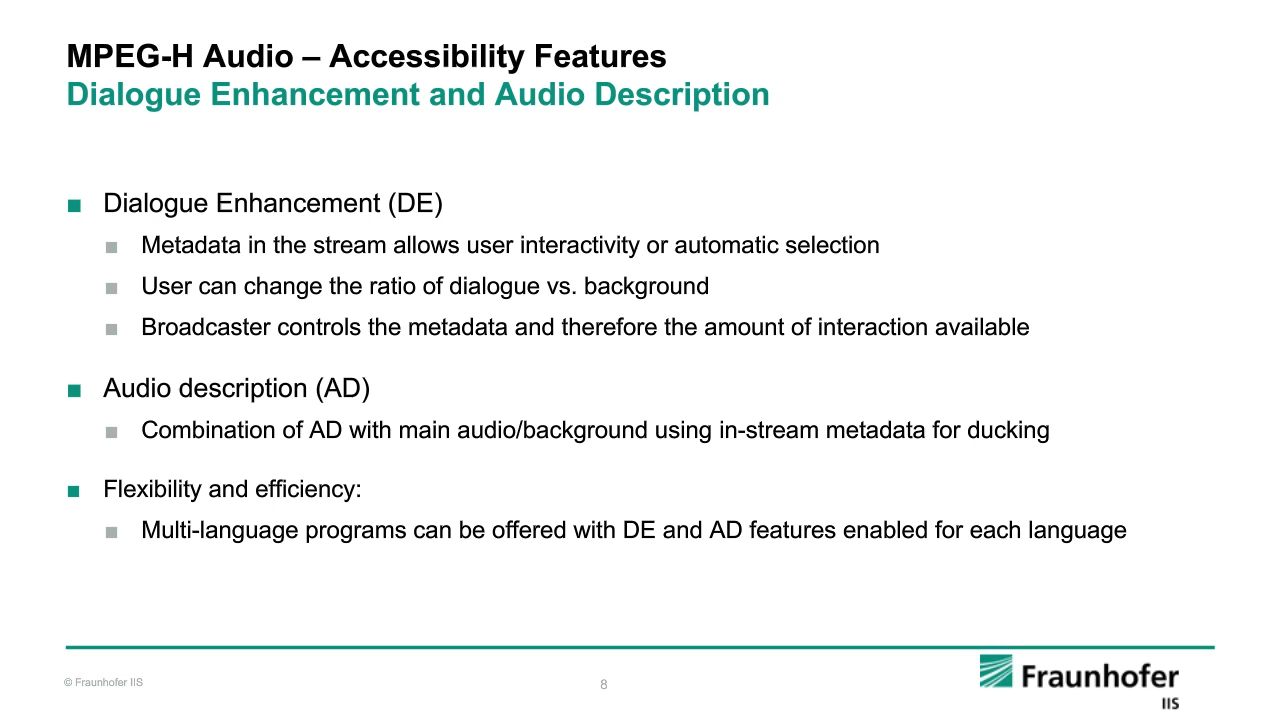 MPEG-H Audio – Accessibility Features
Dialogue Enhancement and Audio Description
Dialogue Enhancement (DE)
Metadata in the stream allows user interactivity or automatic selection
User can change the ratio of dialogue vs. background
Broadcaster controls the metadata and therefore the amount of interaction available
Audio description (AD)
Combination of AD with main audio/background using in-stream metadata for ducking
Flexibility and efficiency:
Multi-language programs can be offered with DE and AD features enabled for each language
© Fraunhofer IIS
8
Fraunhofer
IIS